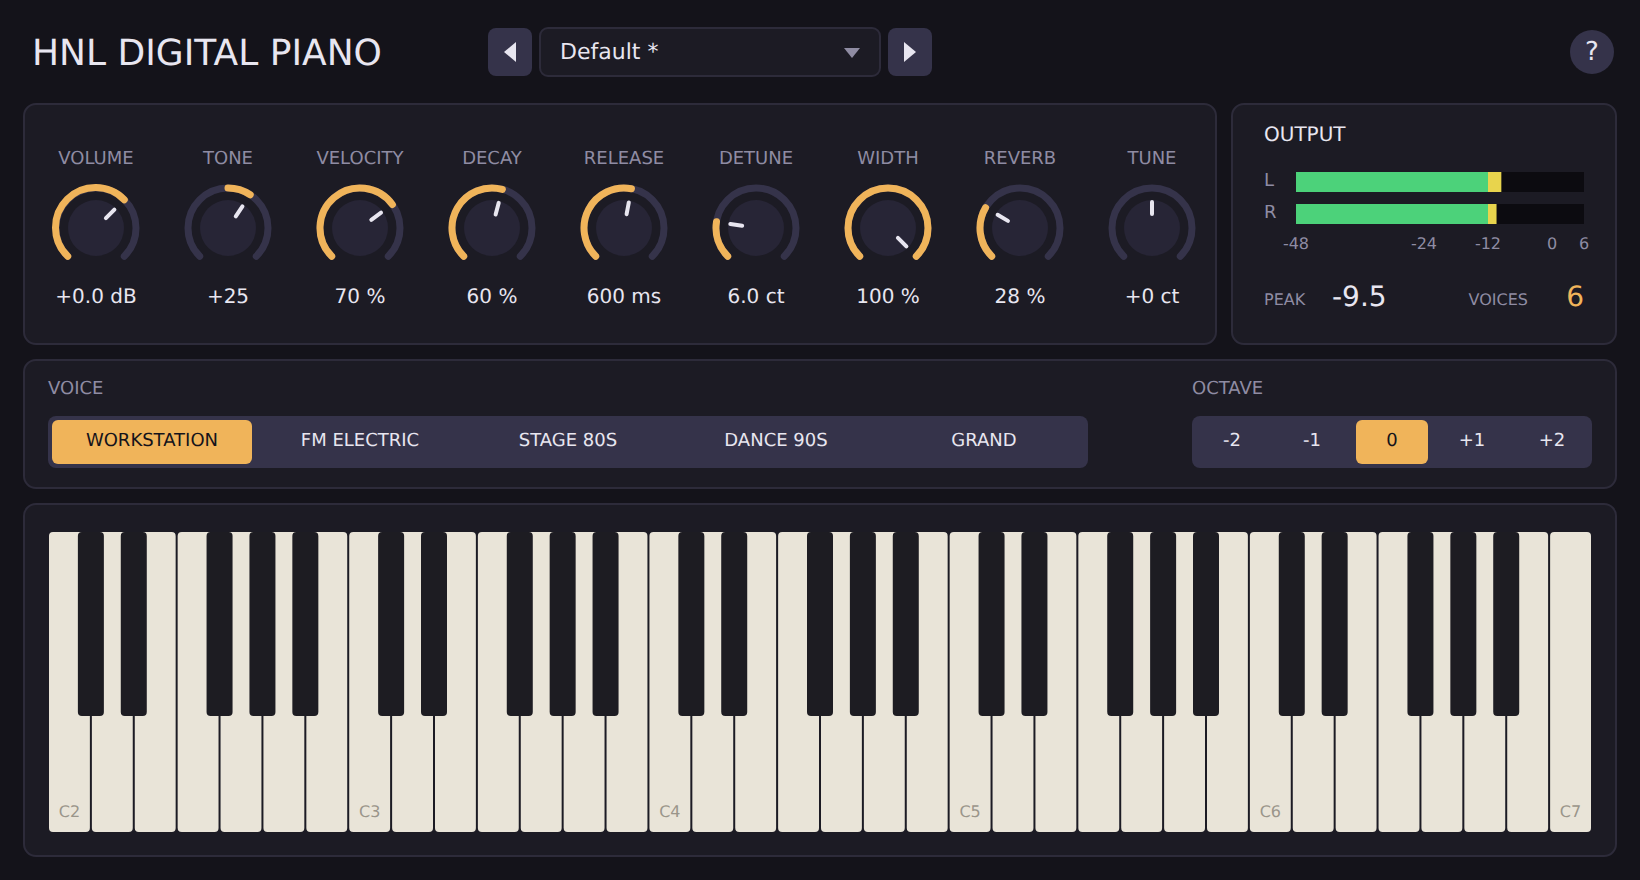 HNL DIGITAL PIANO
Default *
?
VOLUME TONE VELOCITY DECAY RELEASE DETUNE WIDTH REVERB TUNE
+0.0 dB +25 70 % 60 % 600 ms 6.0 ct 100 % 28 % +0 ct
OUTPUT
L
R
-48 -24 -12 0 6
PEAK -9.5 VOICES 6
VOICE
WORKSTATION FM ELECTRIC STAGE 80S DANCE 90S GRAND
OCTAVE
-2 -1 0 +1 +2
C2 C3 C4 C5 C6 C7